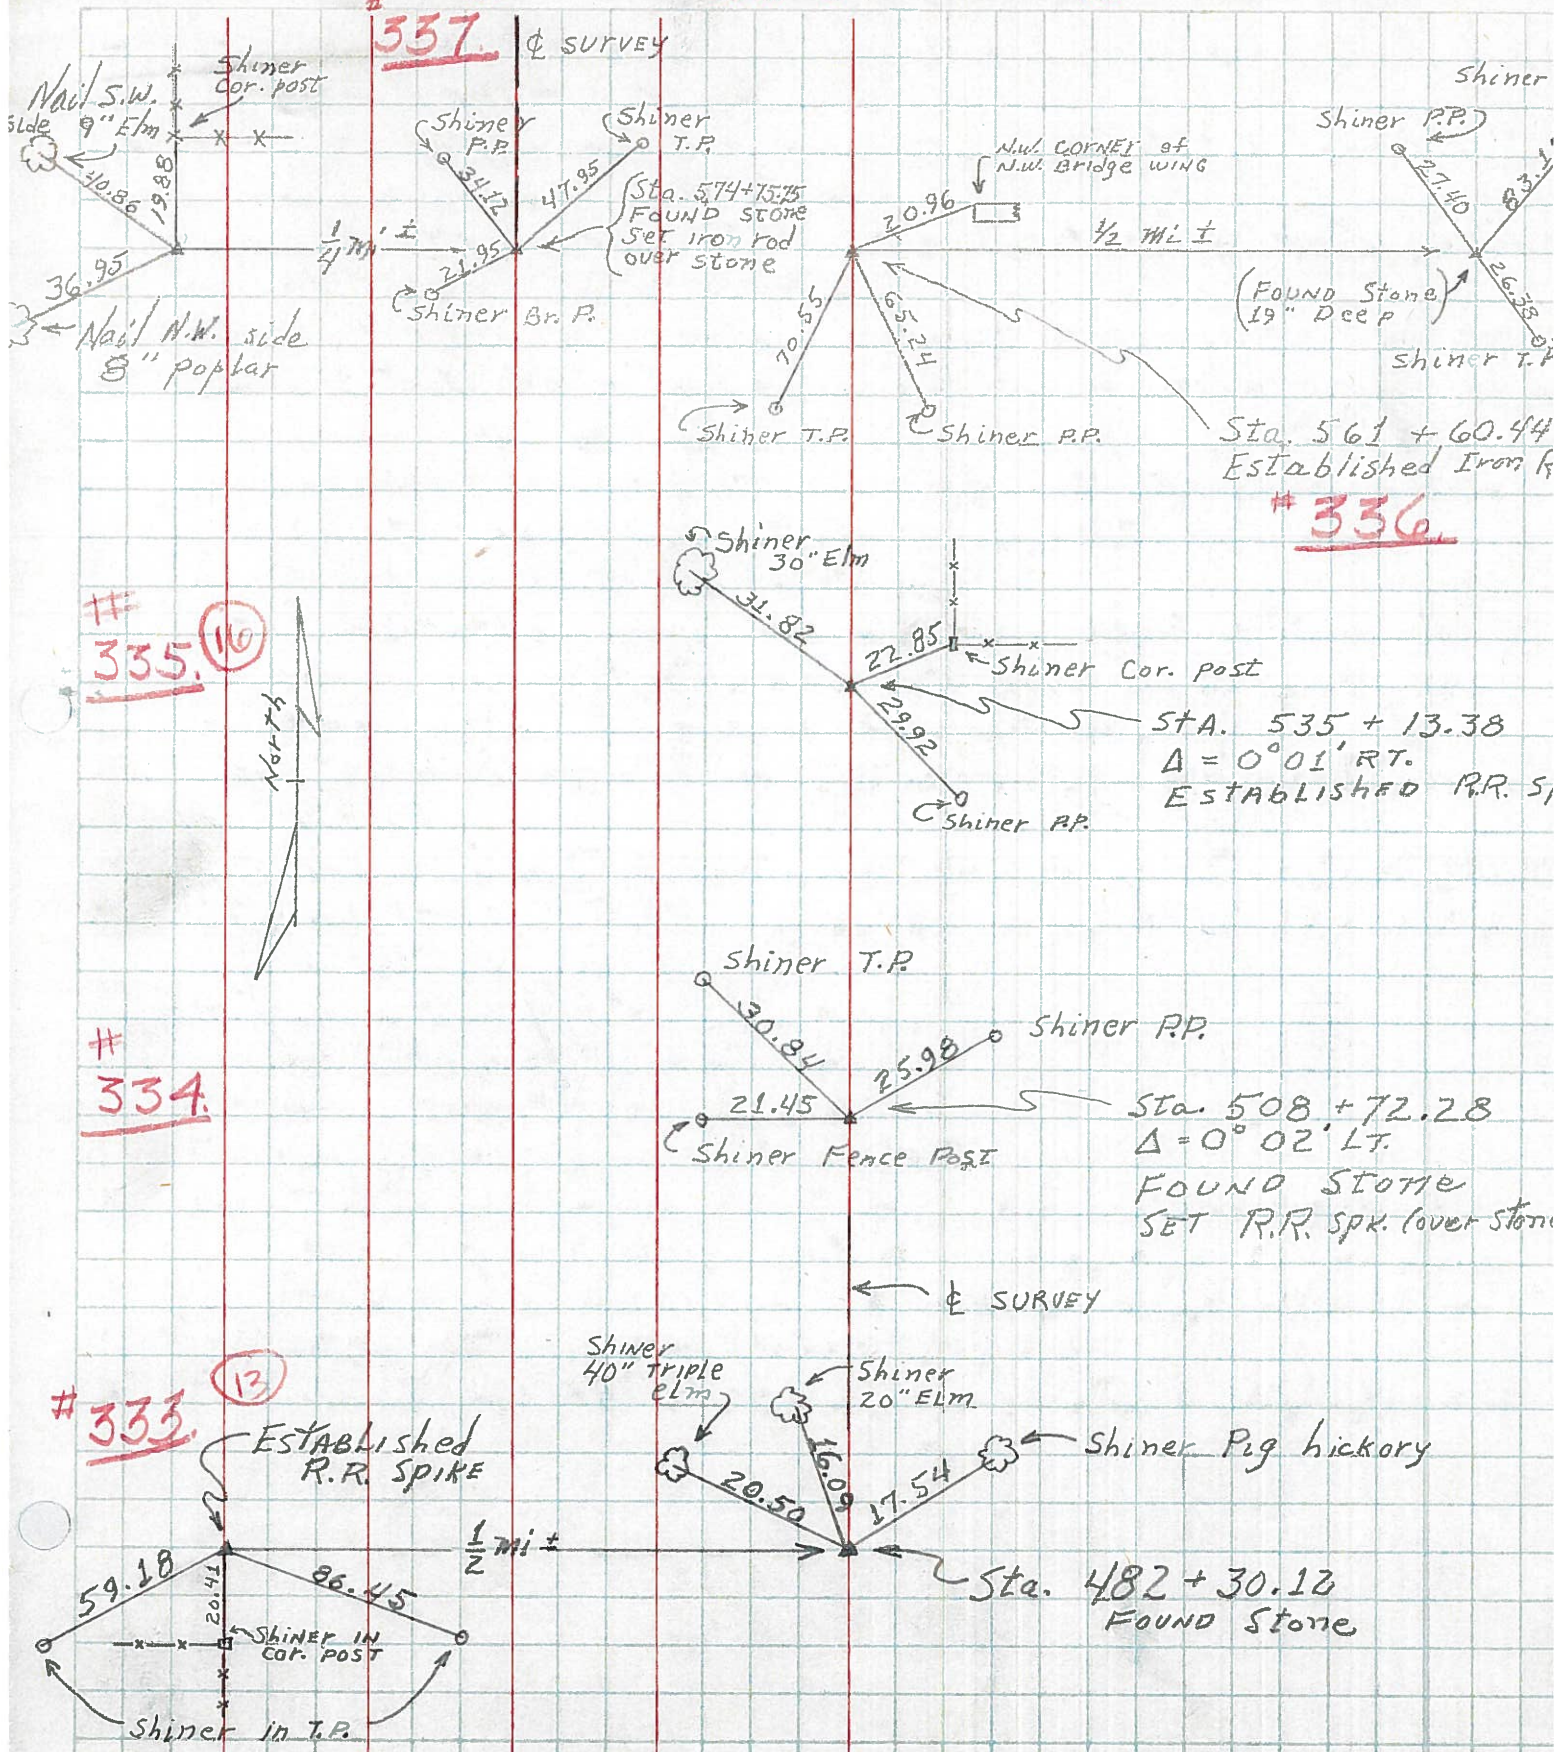 #
337.
℄ SURVEY
Shiner
Cor. post
Nail S.W.
side 9" Elm
40.86
19.88
36.95
Nail N.W. side
8" poplar
1/4 mi ±
Shiner
P.P.
34.12
Shiner
T.P.
47.95
21.95
Shiner Br. P.
Sta. 574+75.75
FOUND STONE
Set iron rod
over stone
N.W. CORNER of
N.W. Bridge WING
20.96
1/2 mi ±
70.55
65.24
Shiner T.P.
Shiner P.P.
Shiner
Shiner P.P.
27.40
63.1
26.38
(FOUND Stone)
19" Deep
Shiner T.P.
Sta. 561 + 60.44
Established Iron
# 336.
Shiner
30" Elm
31.82
22.85
Shiner Cor. post
29.92
Shiner P.P.
StA. 535 + 13.38
Δ = 0°01' RT.
ESTABLISHED R.R. Sp
#
335.
16
North
Shiner T.P.
30.84
25.98
Shiner P.P.
21.45
Shiner Fence Post
#
334.
Sta. 508 + 72.28
Δ = 0° 02' LT.
FOUND STONE
SET R.R. SPK. (over Stone
℄ SURVEY
Shiner
40" Triple
elm
Shiner
20" ELM
Shiner Pig hickory
20.50
16.09
17.54
# 333.
13
ESTABLIShed
R.R. SPIKE
1/2 mi ±
59.18
20.41
86.45
ShINER IN
Cor. POST
Shiner in T.P.
Sta. 482 + 30.12
FOUND Stone